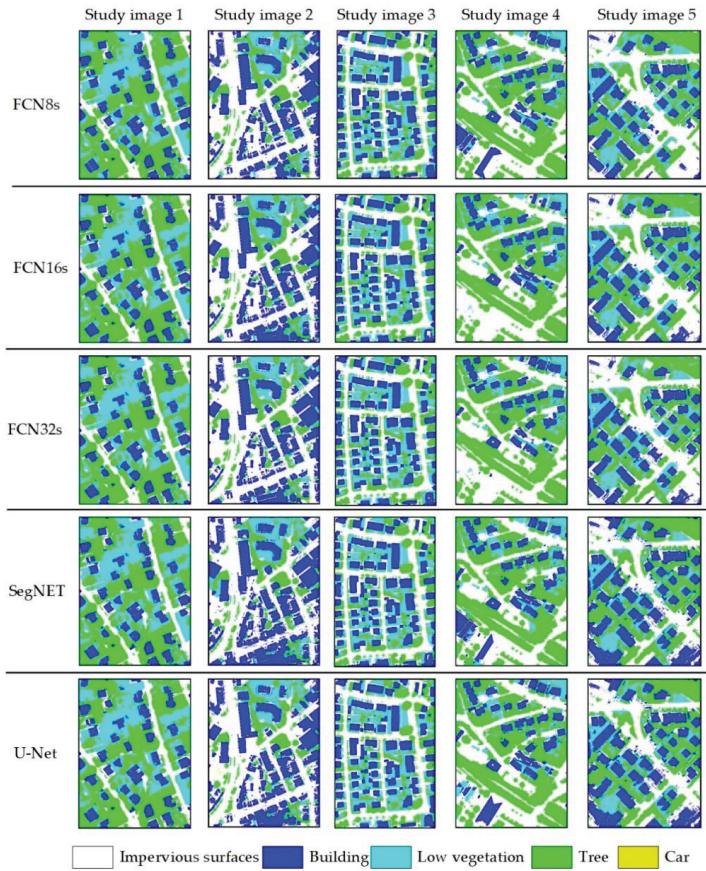 Study image 1 Study image 2 Study image 3 Study image 4 Study image 5
FCN8s
FCN16s
FCN32s
SegNET
U-Net
Impervious surfaces Building Low vegetation Tree Car